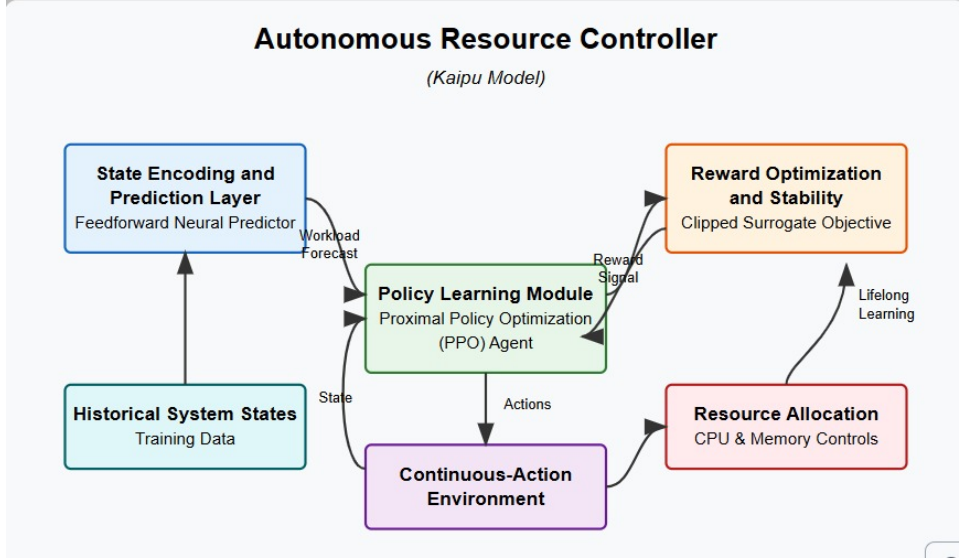 Autonomous Resource Controller
(Kaipu Model)
State Encoding and
Prediction Layer
Feedforward Neural Predictor
Reward Optimization
and Stability
Clipped Surrogate Objective
Workload
Forecast
Reward
Signal
Policy Learning Module
Proximal Policy Optimization
(PPO) Agent
Lifelong
Learning
Historical System States
Training Data
State
Actions
Resource Allocation
CPU & Memory Controls
Continuous-Action
Environment